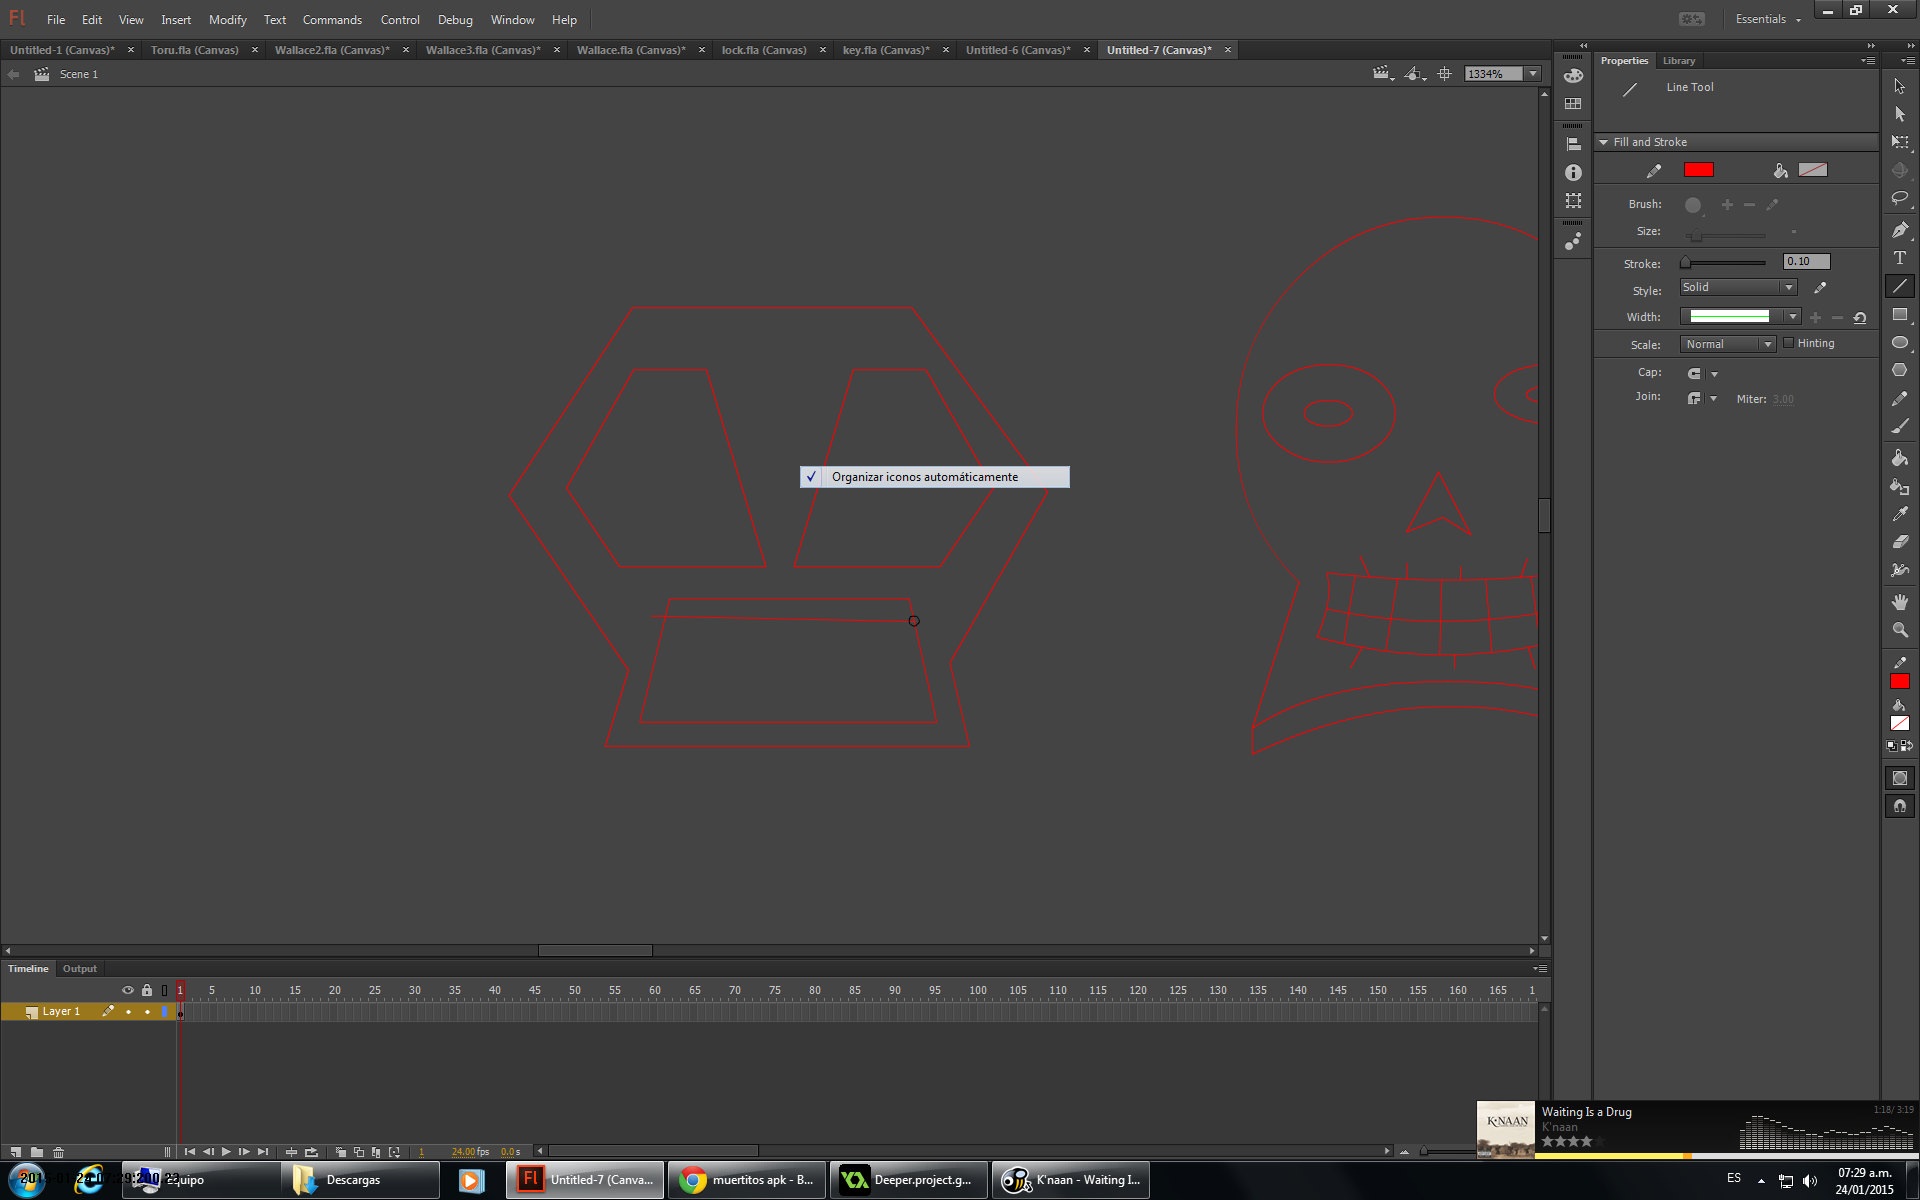 Fl File Edit View Insert Modify Text Commands Control Debug Window Help Essentials
Untitled-1 (Canvas)* Toru.fla (Canvas) Wallace2.fla (Canvas)* Wallace3.fla (Canvas)* Wallace.fla (Canvas)* lock.fla (Canvas) key.fla (Canvas)* Untitled-6 (Canvas)* Untitled-7 (Canvas)*
Scene 1 1334%
Properties Library
Line Tool
Fill and Stroke
Brush:
Size:
Stroke: 0.10
Style: Solid
Width:
Scale: Normal Hinting
Cap:
Join: Miter: 3.00
Organizar iconos automáticamente
Timeline Output
1 5 10 15 20 25 30 35 40 45 50 55 60 65 70 75 80 85 90 95 100 105 110 115 120 125 130 135 140 145 150 155 160 165 1
Layer 1
1 24.00 fps 0.0 s
K'NAAN
Waiting Is a Drug 1:18/ 3:19
K'naan
Equipo Descargas Fl Untitled-7 (Canva... muertitos apk - B... Deeper.project.g... K'naan - Waiting I...
ES 07:29 a.m.
24/01/2015